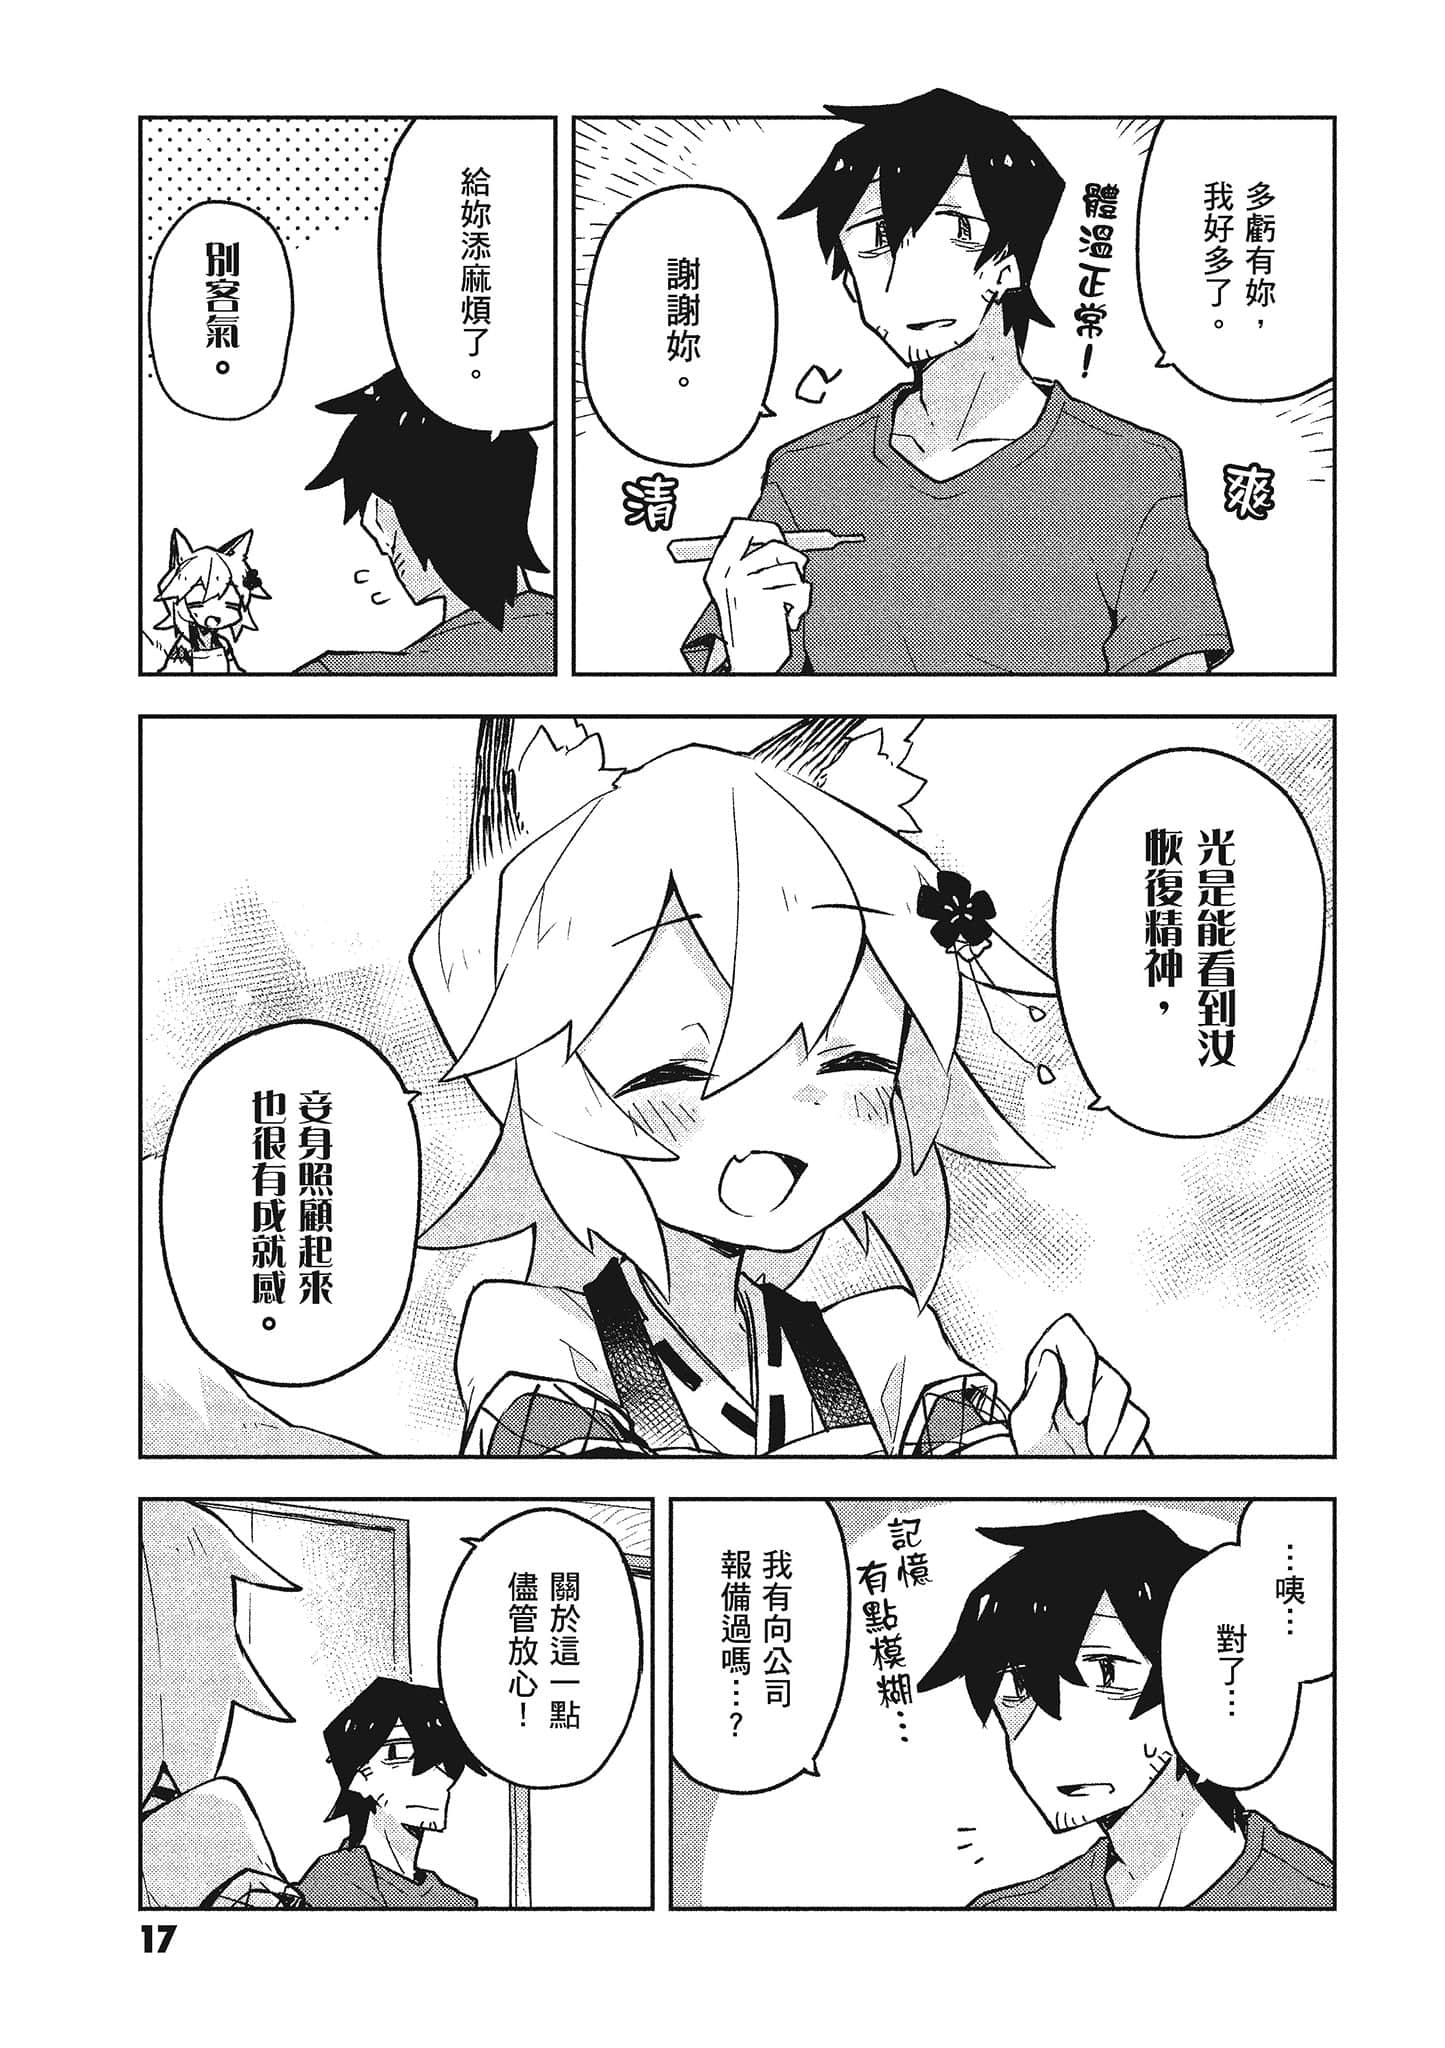 多虧有妳，
我好多了。
體溫正常！
爽
清
謝謝妳。
給妳添麻煩了。
別客氣。
光是能看到汝
恢復精神，
妾身照顧起來
也很有成就感。
…咦…
對了…
記憶
有點模糊…
我有向公司
報備過嗎…？
關於這一點
儘管放心！
17